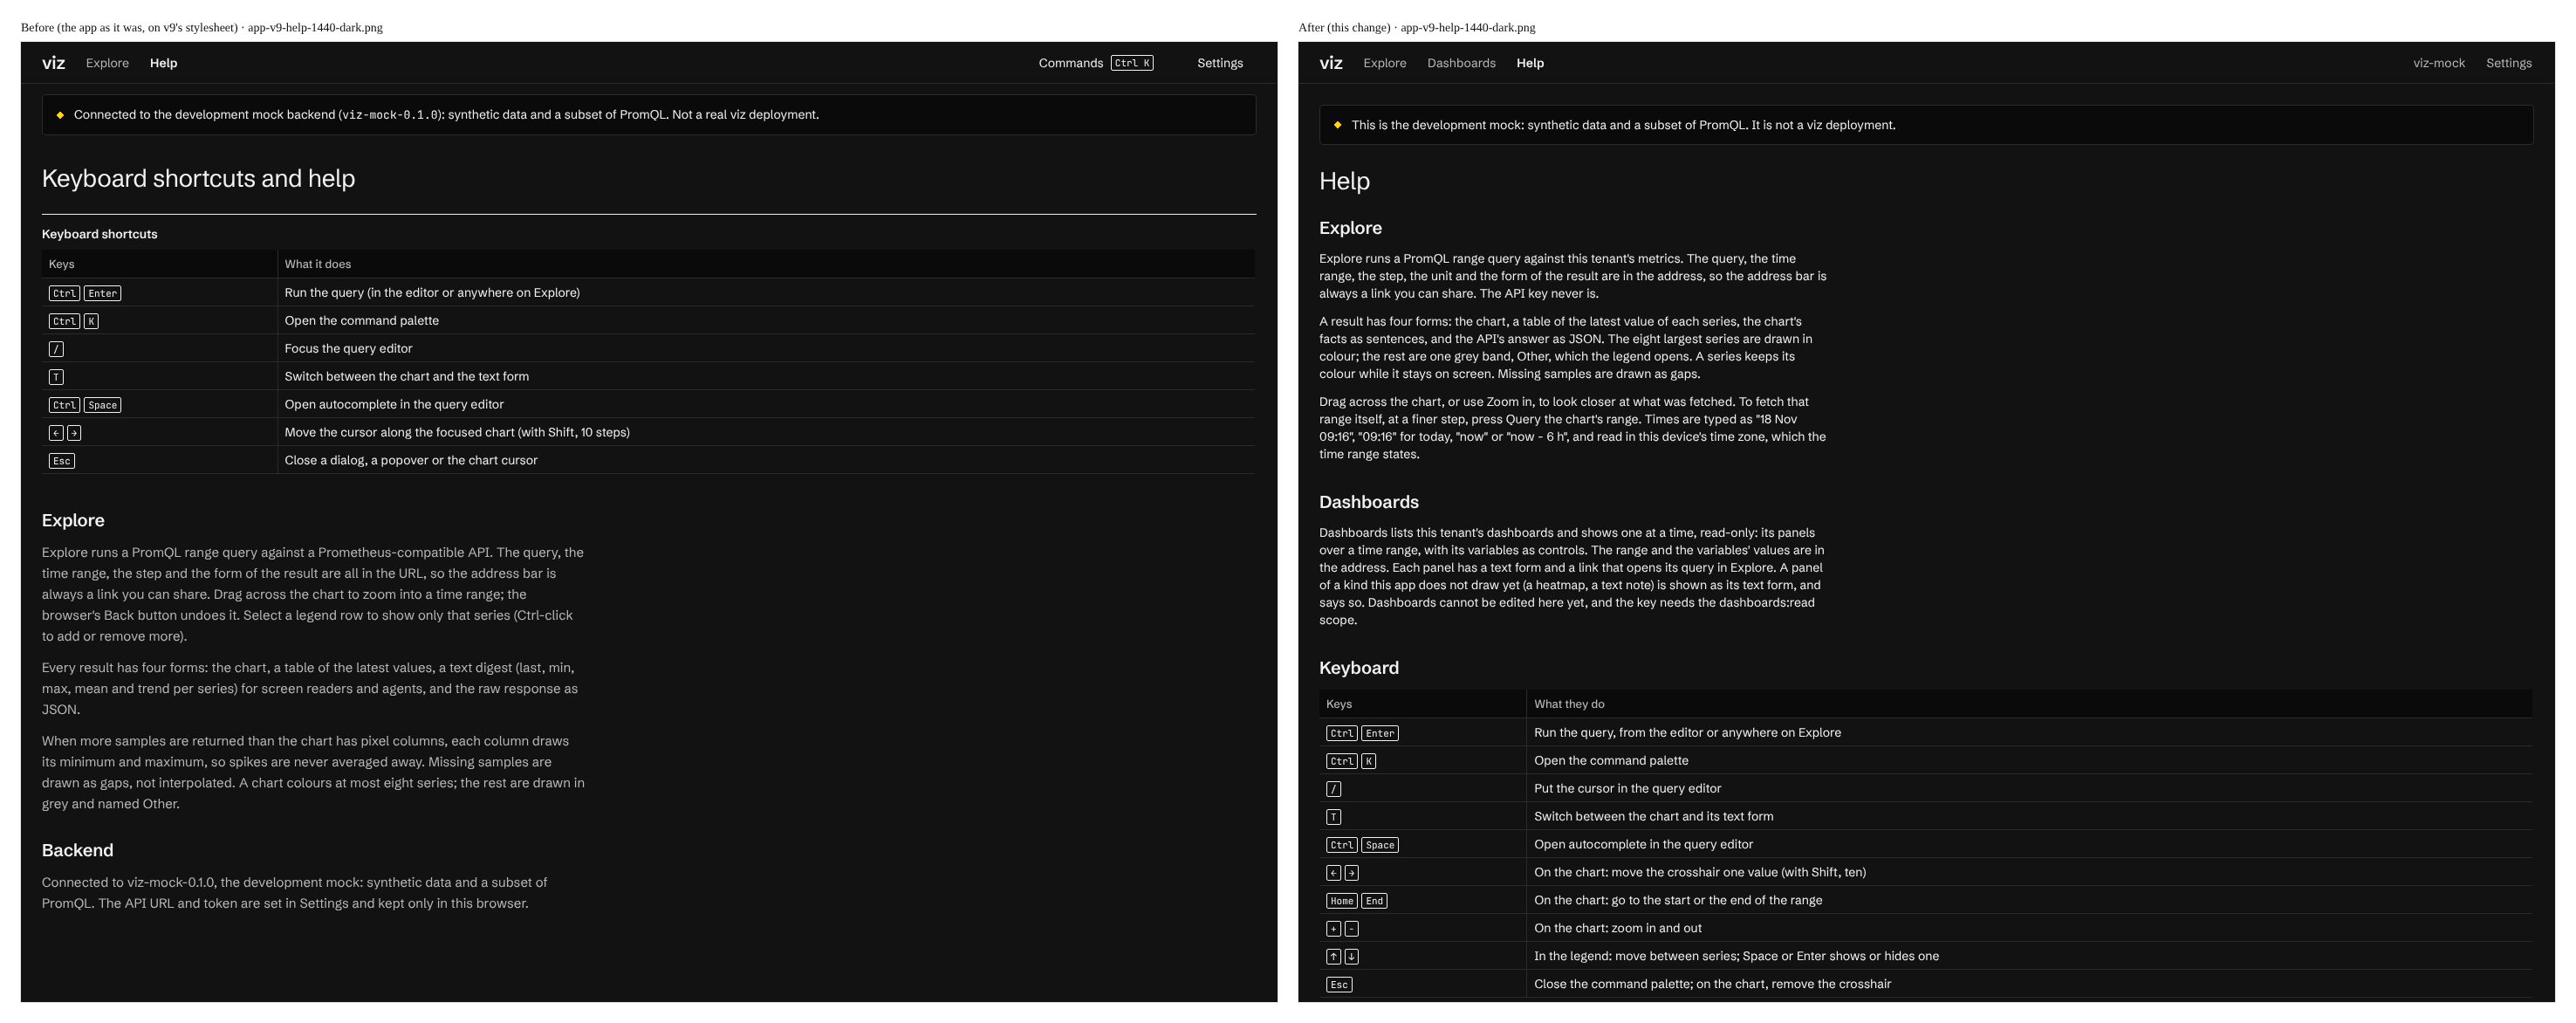 Before (the app as it was, on v9's stylesheet) · app-v9-help-1440-dark.png
viz Explore Help Commands Ctrl K Settings
Connected to the development mock backend (viz-mock-0.1.0): synthetic data and a subset of PromQL. Not a real viz deployment.
Keyboard shortcuts and help
Keyboard shortcuts
Keys What it does
Ctrl Enter Run the query (in the editor or anywhere on Explore)
Ctrl K Open the command palette
/ Focus the query editor
T Switch between the chart and the text form
Ctrl Space Open autocomplete in the query editor
← → Move the cursor along the focused chart (with Shift, 10 steps)
Esc Close a dialog, a popover or the chart cursor
Explore
Explore runs a PromQL range query against a Prometheus-compatible API. The query, the
time range, the step and the form of the result are all in the URL, so the address bar is
always a link you can share. Drag across the chart to zoom into a time range; the
browser's Back button undoes it. Select a legend row to show only that series (Ctrl-click
to add or remove more).
Every result has four forms: the chart, a table of the latest values, a text digest (last, min,
max, mean and trend per series) for screen readers and agents, and the raw response as
JSON.
When more samples are returned than the chart has pixel columns, each column draws
its minimum and maximum, so spikes are never averaged away. Missing samples are
drawn as gaps, not interpolated. A chart colours at most eight series; the rest are drawn in
grey and named Other.
Backend
Connected to viz-mock-0.1.0, the development mock: synthetic data and a subset of
PromQL. The API URL and token are set in Settings and kept only in this browser.
After (this change) · app-v9-help-1440-dark.png
viz Explore Dashboards Help viz-mock Settings
This is the development mock: synthetic data and a subset of PromQL. It is not a viz deployment.
Help
Explore
Explore runs a PromQL range query against this tenant's metrics. The query, the time
range, the step, the unit and the form of the result are in the address, so the address bar is
always a link you can share. The API key never is.
A result has four forms: the chart, a table of the latest value of each series, the chart's
facts as sentences, and the API's answer as JSON. The eight largest series are drawn in
colour; the rest are one grey band, Other, which the legend opens. A series keeps its
colour while it stays on screen. Missing samples are drawn as gaps.
Drag across the chart, or use Zoom in, to look closer at what was fetched. To fetch that
range itself, at a finer step, press Query the chart's range. Times are typed as "18 Nov
09:16", "09:16" for today, "now" or "now - 6 h", and read in this device's time zone, which the
time range states.
Dashboards
Dashboards lists this tenant's dashboards and shows one at a time, read-only: its panels
over a time range, with its variables as controls. The range and the variables' values are in
the address. Each panel has a text form and a link that opens its query in Explore. A panel
of a kind this app does not draw yet (a heatmap, a text note) is shown as its text form, and
says so. Dashboards cannot be edited here yet, and the key needs the dashboards:read
scope.
Keyboard
Keys What they do
Ctrl Enter Run the query, from the editor or anywhere on Explore
Ctrl K Open the command palette
/ Put the cursor in the query editor
T Switch between the chart and its text form
Ctrl Space Open autocomplete in the query editor
← → On the chart: move the crosshair one value (with Shift, ten)
Home End On the chart: go to the start or the end of the range
+ - On the chart: zoom in and out
↑ ↓ In the legend: move between series; Space or Enter shows or hides one
Esc Close the command palette; on the chart, remove the crosshair